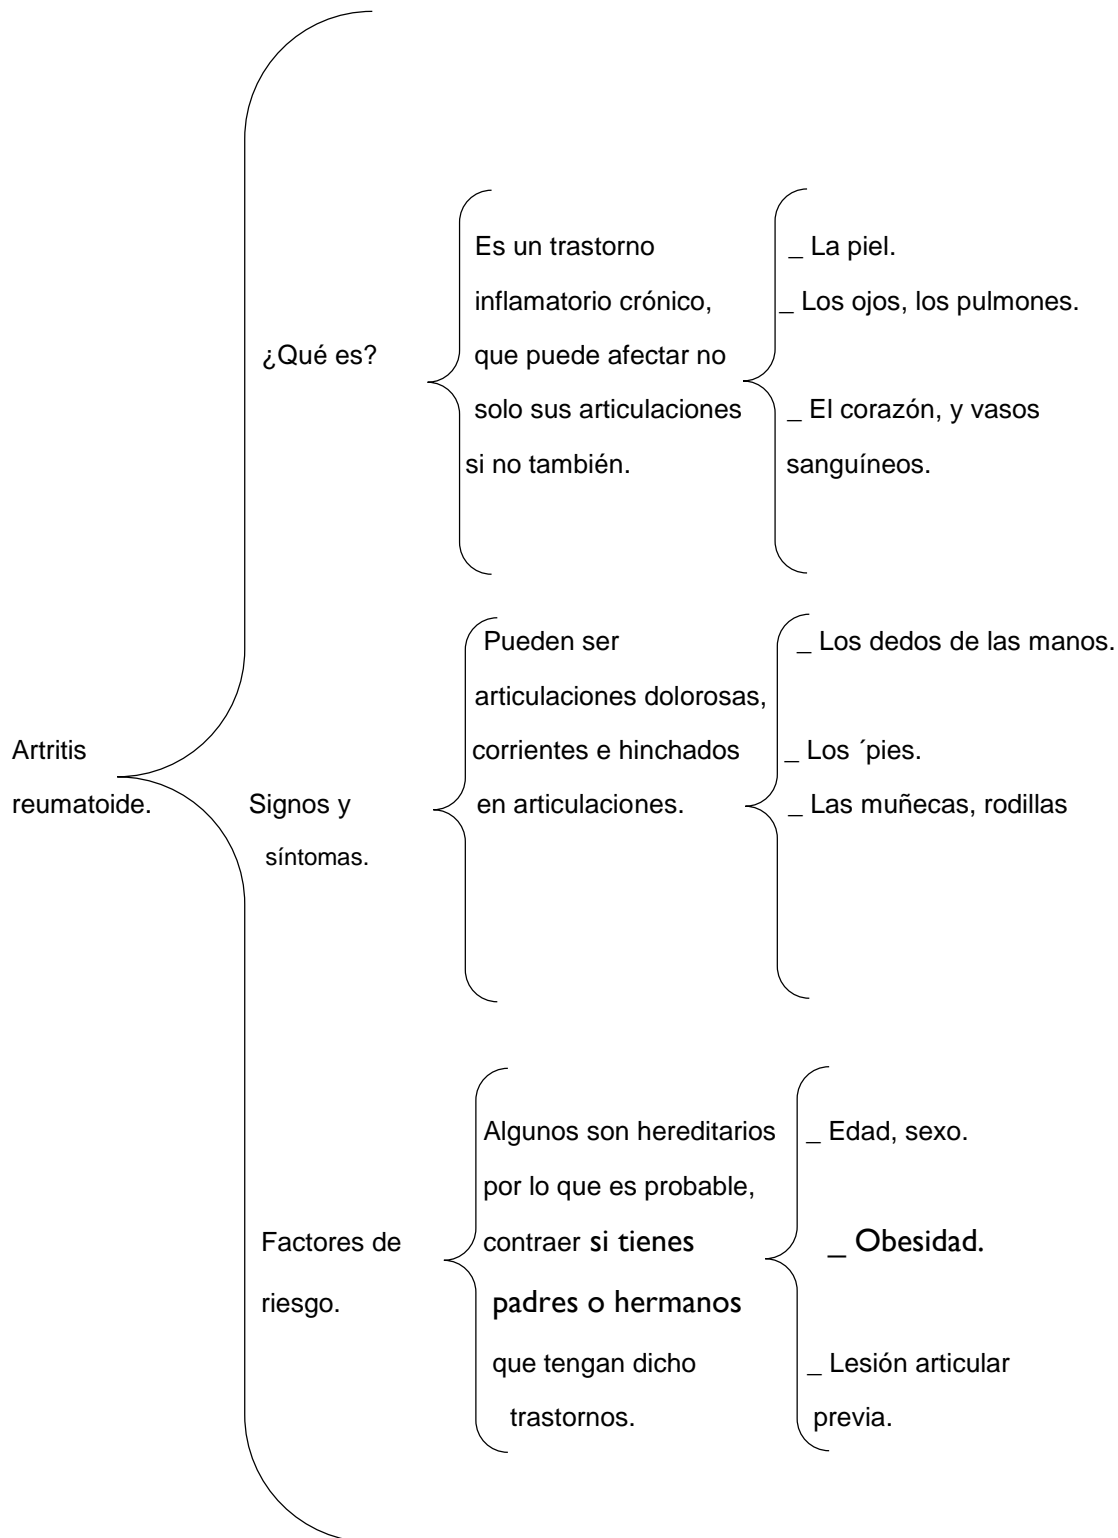 Artritis
reumatoide.
¿Qué es?
Es un trastorno
inflamatorio crónico,
que puede afectar no
solo sus articulaciones
si no también.
_ La piel.
_ Los ojos, los pulmones.
_ El corazón, y vasos
sanguíneos.
Signos y
síntomas.
Pueden ser
articulaciones dolorosas,
corrientes e hinchados
en articulaciones.
_ Los dedos de las manos.
_ Los ´pies.
_ Las muñecas, rodillas
Factores de
riesgo.
Algunos son hereditarios
por lo que es probable,
contraer si tienes
padres o hermanos
que tengan dicho
trastornos.
_ Edad, sexo.
_ Obesidad.
_ Lesión articular
previa.